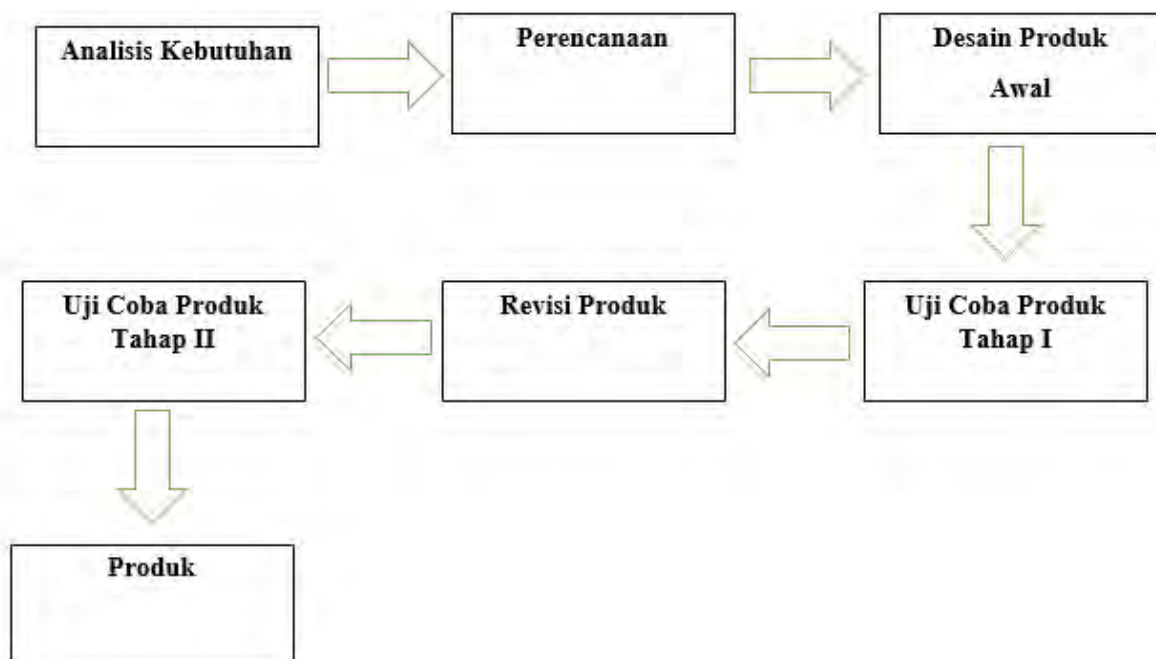 Analisis Kebutuhan
Perencanaan
Desain Produk
Awal
Uji Coba Produk
Tahap I
Revisi Produk
Uji Coba Produk
Tahap II
Produk